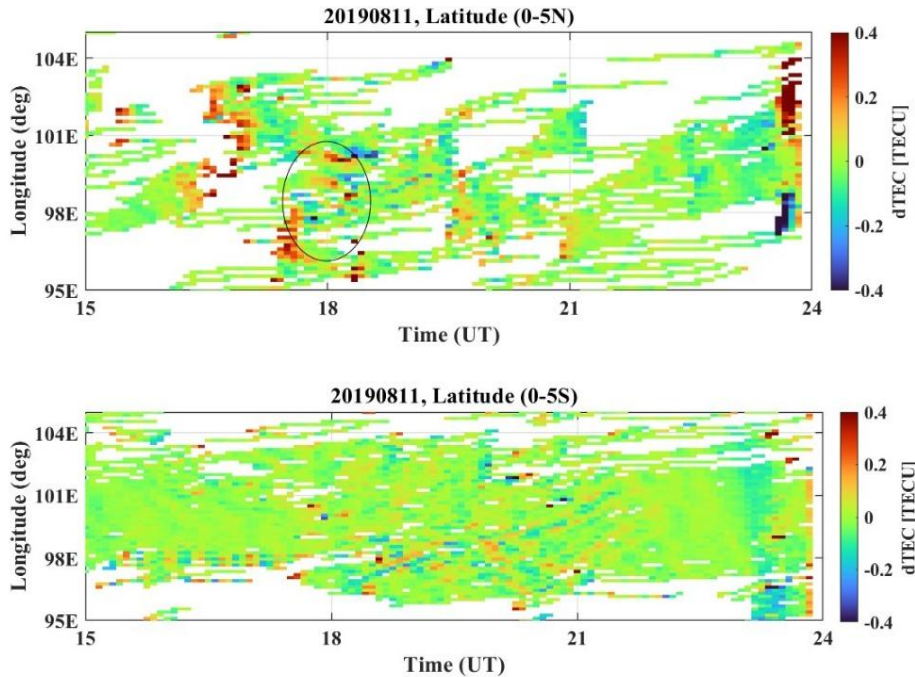 20190811, Latitude (0-5N)
104E
101E
98E
95E
15
18
21
24
Longitude (deg)
Time (UT)
0.4
0.2
0
-0.2
-0.4
dTEC [TECU]
20190811, Latitude (0-5S)
104E
101E
98E
95E
15
18
21
24
Longitude (deg)
Time (UT)
0.4
0.2
0
-0.2
-0.4
dTEC [TECU]